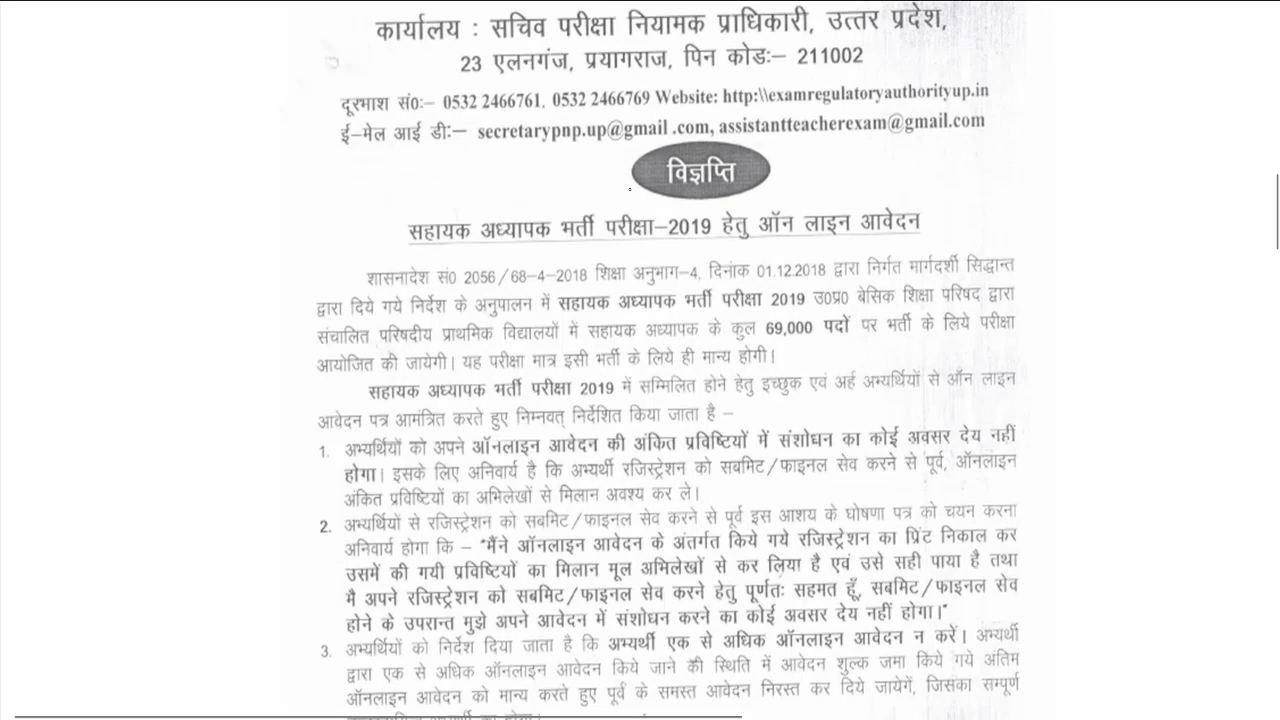 कार्यालय : सचिव परीक्षा नियामक प्राधिकारी, उत्तर प्रदेश,
23 एलनगंज, प्रयागराज, पिन कोडः– 211002
दूरभाश सं0:– 0532 2466761, 0532 2466769 Website: http:\\examregulatoryauthorityup.in
ई–मेल आई डीः– secretarypnp.up@gmail .com, assistantteacherexam@gmail.com
विज्ञप्ति
सहायक अध्यापक भर्ती परीक्षा–2019 हेतु ऑन लाइन आवेदन
शासनादेश सं0 2056/68-4-2018 शिक्षा अनुभाग-4, दिनांक 01.12.2018 द्वारा निर्गत मार्गदर्शी सिद्धान्त
द्वारा दिये गये निर्देश के अनुपालन में सहायक अध्यापक भर्ती परीक्षा 2019 उ0प्र0 बेसिक शिक्षा परिषद द्वारा
संचालित परिषदीय प्राथमिक विद्यालयों में सहायक अध्यापक के कुल 69,000 पदों पर भर्ती के लिये परीक्षा
आयोजित की जायेगी। यह परीक्षा मात्र इसी भर्ती के लिये ही मान्य होगी।
सहायक अध्यापक भर्ती परीक्षा 2019 में सम्मिलित होने हेतु इच्छुक एवं अर्ह अभ्यर्थियों से ऑन लाइन
आवेदन पत्र आमंत्रित करते हुए निम्नवत् निर्देशित किया जाता है –
1. अभ्यर्थियों को अपने ऑनलाइन आवेदन की अंकित प्रविष्टियों में संशोधन का कोई अवसर देय नहीं
होगा। इसके लिए अनिवार्य है कि अभ्यर्थी रजिस्ट्रेशन को सबमिट/फाइनल सेव करने से पूर्व, ऑनलाइन
अंकित प्रविष्टियों का अभिलेखों से मिलान अवश्य कर ले।
2. अभ्यर्थियों से रजिस्ट्रेशन को सबमिट/फाइनल सेव करने से पूर्व इस आशय के घोषणा पत्र को चयन करना
अनिवार्य होगा कि – "मैंने ऑनलाइन आवेदन के अंतर्गत किये गये रजिस्ट्रेशन का प्रिंट निकाल कर
उसमें की गयी प्रविष्टियों का मिलान मूल अभिलेखों से कर लिया है एवं उसे सही पाया है तथा
मै अपने रजिस्ट्रेशन को सबमिट/फाइनल सेव करने हेतु पूर्णतः सहमत हूँ, सबमिट/फाइनल सेव
होने के उपरान्त मुझे अपने आवेदन में संशोधन करने का कोई अवसर देय नहीं होगा।"
3. अभ्यर्थियों को निर्देश दिया जाता है कि अभ्यर्थी एक से अधिक ऑनलाइन आवेदन न करें। अभ्यर्थी
द्वारा एक से अधिक ऑनलाइन आवेदन किये जाने की स्थिति में आवेदन शुल्क जमा किये गये अंतिम
ऑनलाइन आवेदन को मान्य करते हुए पूर्व के समस्त आवेदन निरस्त कर दिये जायेगें, जिसका सम्पूर्ण